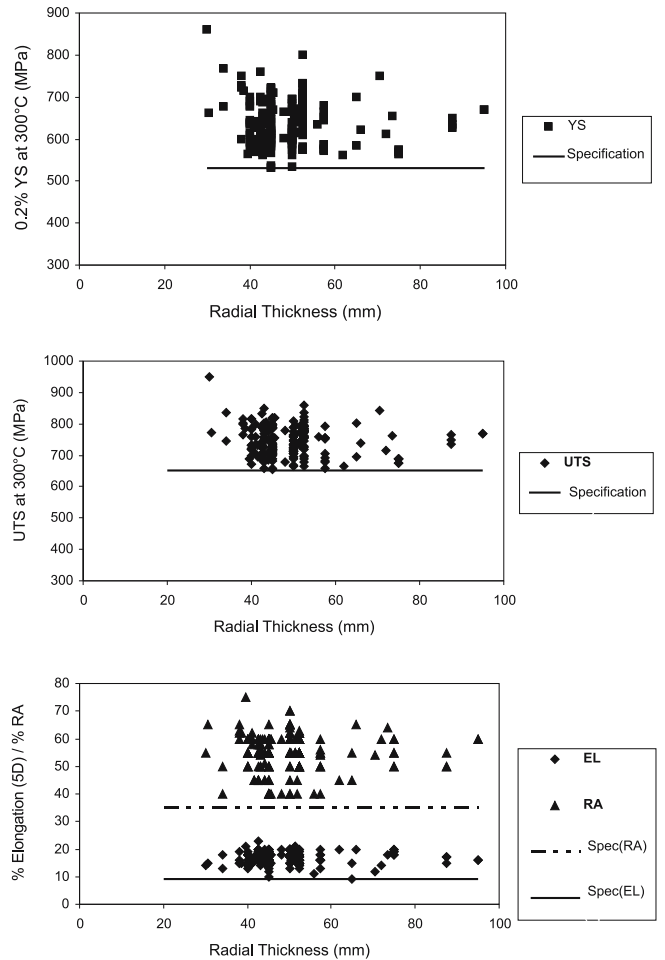 0.2% YS at 300°C (MPa)
900
800
700
600
500
400
300
0 20 40 60 80 100
Radial Thickness (mm)
YS
Specification
UTS at 300°C (MPa)
1000
900
800
700
600
500
400
300
0 20 40 60 80 100
Radial Thickness (mm)
UTS
Specification
% Elongation (5D) / % RA
80
70
60
50
40
30
20
10
0
0 20 40 60 80 100
Radial Thickness (mm)
EL
RA
Spec(RA)
Spec(EL)